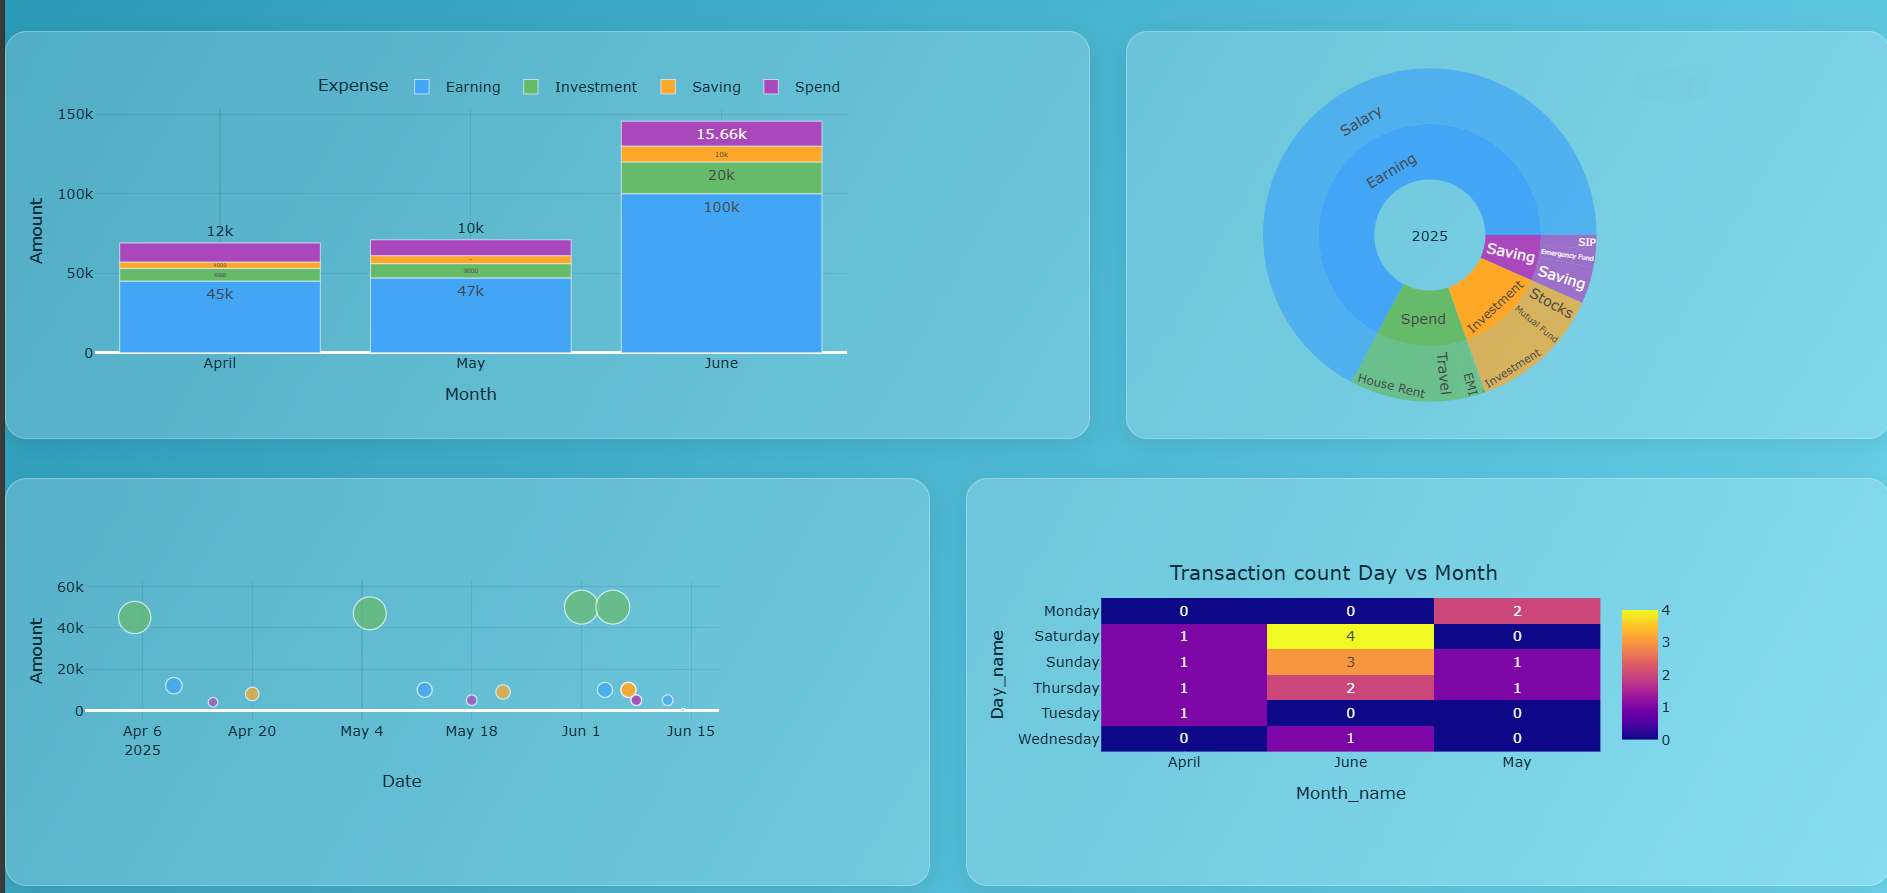 Expense Earning Investment Saving Spend
150k
100k
50k
0
Amount
12k
4000
45k
10k
9000
47k
15.66k
10k
20k
100k
April May June
Month
Salary
Earning
2025
Saving
SIP
Emergency Fund
Saving
Investment
Stocks
Mutual Fund
Investment
Spend
House Rent
Travel
EMI
60k
40k
20k
0
Amount
Apr 6 Apr 20 May 4 May 18 Jun 1 Jun 15
2025
Date
Transaction count Day vs Month
Day_name
Monday 0 0 2
Saturday 1 4 0
Sunday 1 3 1
Thursday 1 2 1
Tuesday 1 0 0
Wednesday 0 1 0
April June May
Month_name
4
3
2
1
0